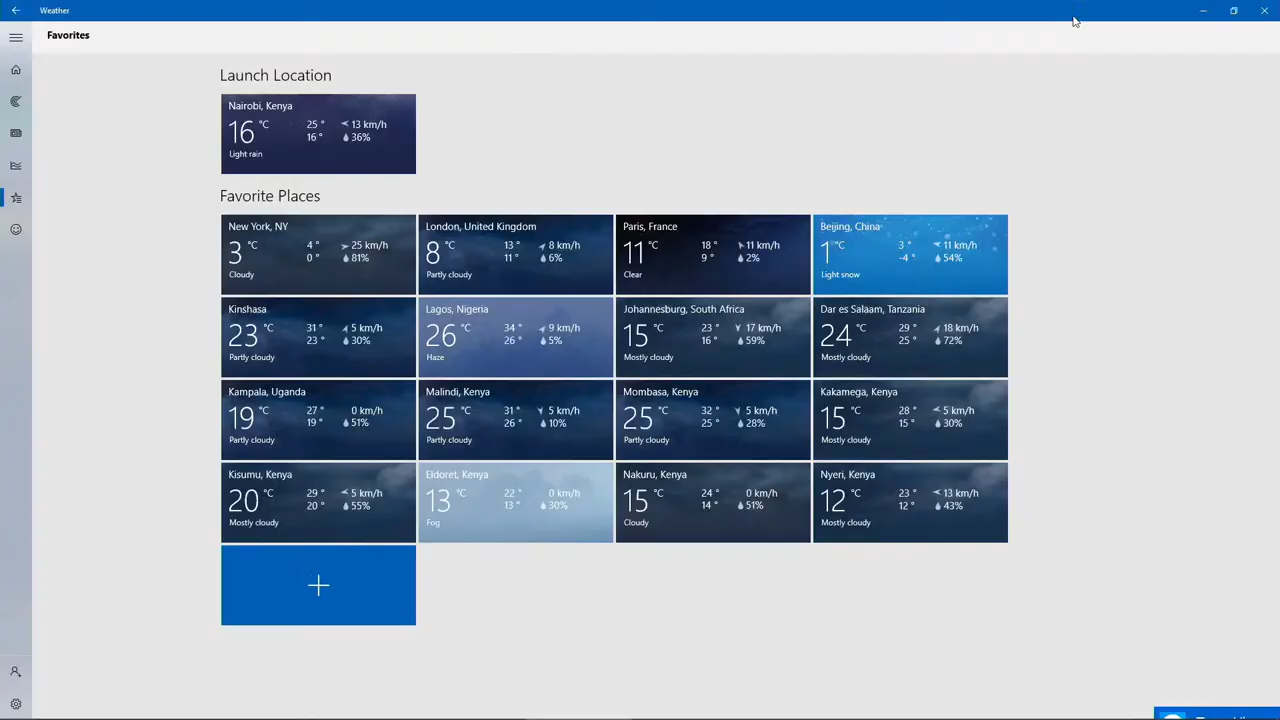 Weather
Favorites
Launch Location
Nairobi, Kenya
16 °C 25 ° 13 km/h
16 ° 36%
Light rain
Favorite Places
New York, NY
3 °C 4 ° 25 km/h
0 ° 81%
Cloudy
London, United Kingdom
8 °C 13 ° 8 km/h
11 ° 6%
Partly cloudy
Paris, France
11 °C 18 ° 11 km/h
9 ° 2%
Clear
Beijing, China
1 °C 3 ° 11 km/h
-4 ° 54%
Light snow
Kinshasa
23 °C 31 ° 5 km/h
23 ° 30%
Partly cloudy
Lagos, Nigeria
26 °C 34 ° 9 km/h
26 ° 5%
Haze
Johannesburg, South Africa
15 °C 23 ° 17 km/h
16 ° 59%
Mostly cloudy
Dar es Salaam, Tanzania
24 °C 29 ° 18 km/h
25 ° 72%
Mostly cloudy
Kampala, Uganda
19 °C 27 ° 0 km/h
19 ° 51%
Partly cloudy
Malindi, Kenya
25 °C 31 ° 5 km/h
26 ° 10%
Partly cloudy
Mombasa, Kenya
25 °C 32 ° 5 km/h
25 ° 28%
Partly cloudy
Kakamega, Kenya
15 °C 28 ° 5 km/h
15 ° 30%
Mostly cloudy
Kisumu, Kenya
20 °C 29 ° 5 km/h
20 ° 55%
Mostly cloudy
Eldoret, Kenya
13 °C 22 ° 0 km/h
13 ° 30%
Fog
Nakuru, Kenya
15 °C 24 ° 0 km/h
14 ° 51%
Cloudy
Nyeri, Kenya
12 °C 23 ° 13 km/h
12 ° 43%
Mostly cloudy